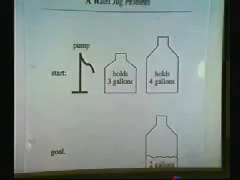 A Water Jug Problem
pump
start:
holds
3 gallons
holds
4 gallons
goal.
2 gallons